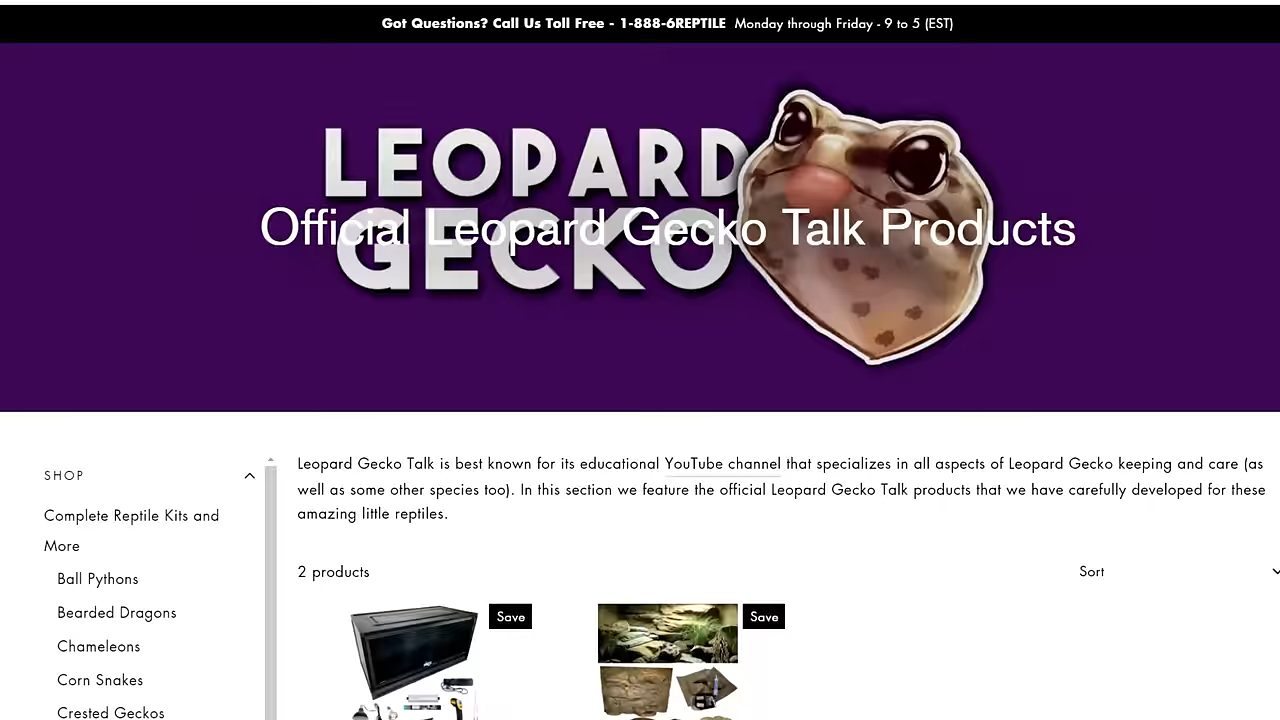 Got Questions? Call Us Toll Free - 1-888-6REPTILE Monday through Friday - 9 to 5 (EST)
LEOPARD
GECKO
Official Leopard Gecko Talk Products
SHOP
Complete Reptile Kits and
More
Ball Pythons
Bearded Dragons
Chameleons
Corn Snakes
Crested Geckos
Leopard Gecko Talk is best known for its educational YouTube channel that specializes in all aspects of Leopard Gecko keeping and care (as
well as some other species too). In this section we feature the official Leopard Gecko Talk products that we have carefully developed for these
amazing little reptiles.
2 products
Sort
Save
Save